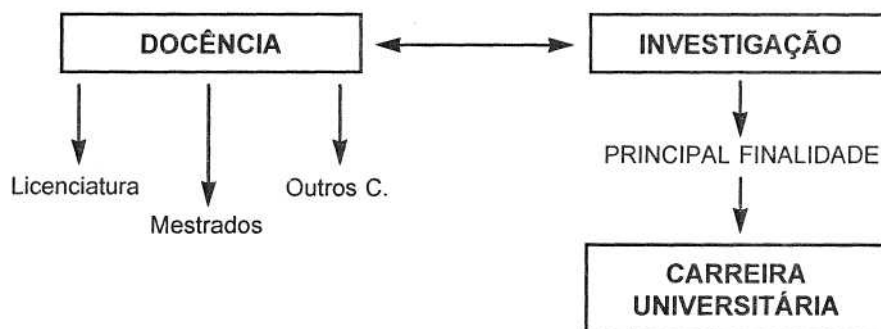 DOCÊNCIA
INVESTIGAÇÃO
PRINCIPAL FINALIDADE
Licenciatura
Outros C.
Mestrados
CARREIRA
UNIVERSITÁRIA